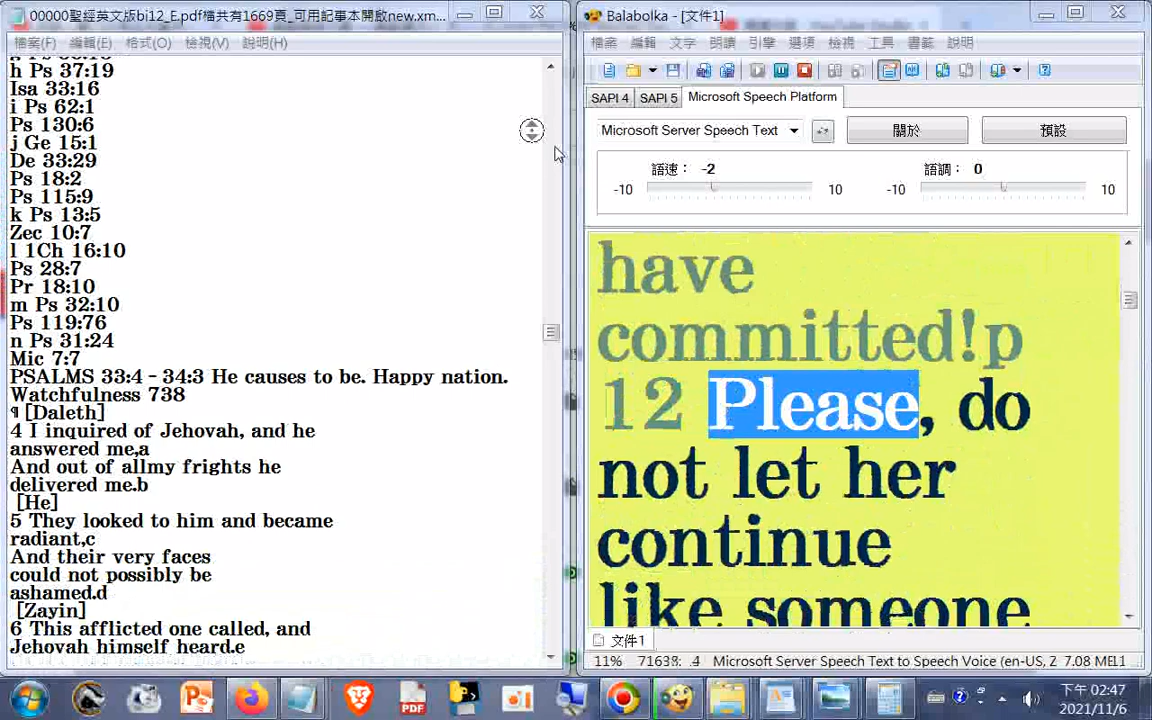 00000聖經英文版bi12_E.pdf檔共有1669頁_可用記事本開啟new.xm...
檔案(F) 編輯(E) 格式(O) 檢視(V) 說明(H)
h Ps 37:19
Isa 33:16
i Ps 62:1
Ps 130:6
j Ge 15:1
De 33:29
Ps 18:2
Ps 115:9
k Ps 13:5
Zec 10:7
l 1Ch 16:10
Ps 28:7
Pr 18:10
m Ps 32:10
Ps 119:76
n Ps 31:24
Mic 7:7
PSALMS 33:4 – 34:3 He causes to be. Happy nation.
Watchfulness 738
¶ [Daleth]
4 I inquired of Jehovah, and he
answered me,a
And out of allmy frights he
delivered me.b
[He]
5 They looked to him and became
radiant,c
And their very faces
could not possibly be
ashamed.d
[Zayin]
6 This afflicted one called, and
Jehovah himself heard.e
Balabolka - [文件1]
檔案 編輯 文字 朗讀 引擎 選項 檢視 工具 書籤 說明
SAPI 4 SAPI 5 Microsoft Speech Platform
Microsoft Server Speech Text 關於 預設
語速： -2 語調： 0
-10 10 -10 10
have
committed!p
12 Please, do
not let her
continue
like someone
文件1
11% 71638: .4 Microsoft Server Speech Text to Speech Voice (en-US, 2 7.08 ME
PDF
下午 02:47
2021/11/6